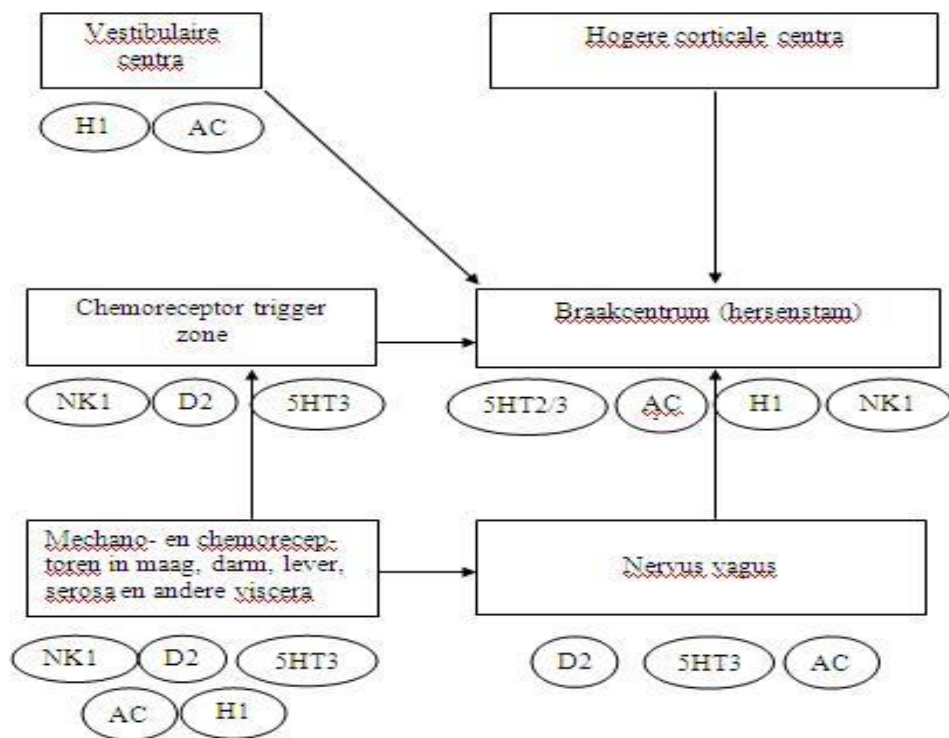 Vestibulaire
centra
Hogere corticale centra
H1
AC
Chemoreceptor trigger
zone
Braakcentrum (hersenstam)
NK1
D2
5HT3
5HT2/3
AC
H1
NK1
Mechano- en chemorecep-
toren in maag, darm, lever,
serosa en andere viscera
Nervus vagus
NK1
D2
5HT3
AC
H1
D2
5HT3
AC